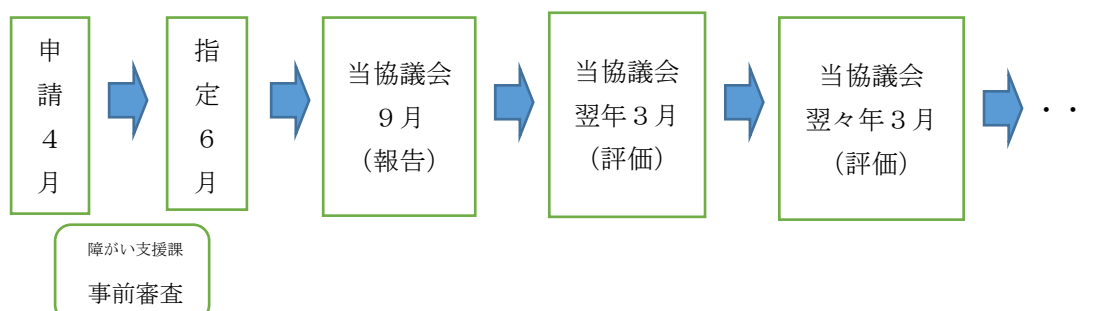 申請４月
指定６月
当協議会
９月
（報告）
当協議会
翌年３月
（評価）
当協議会
翌々年３月
（評価）
・・
障がい支援課
事前審査